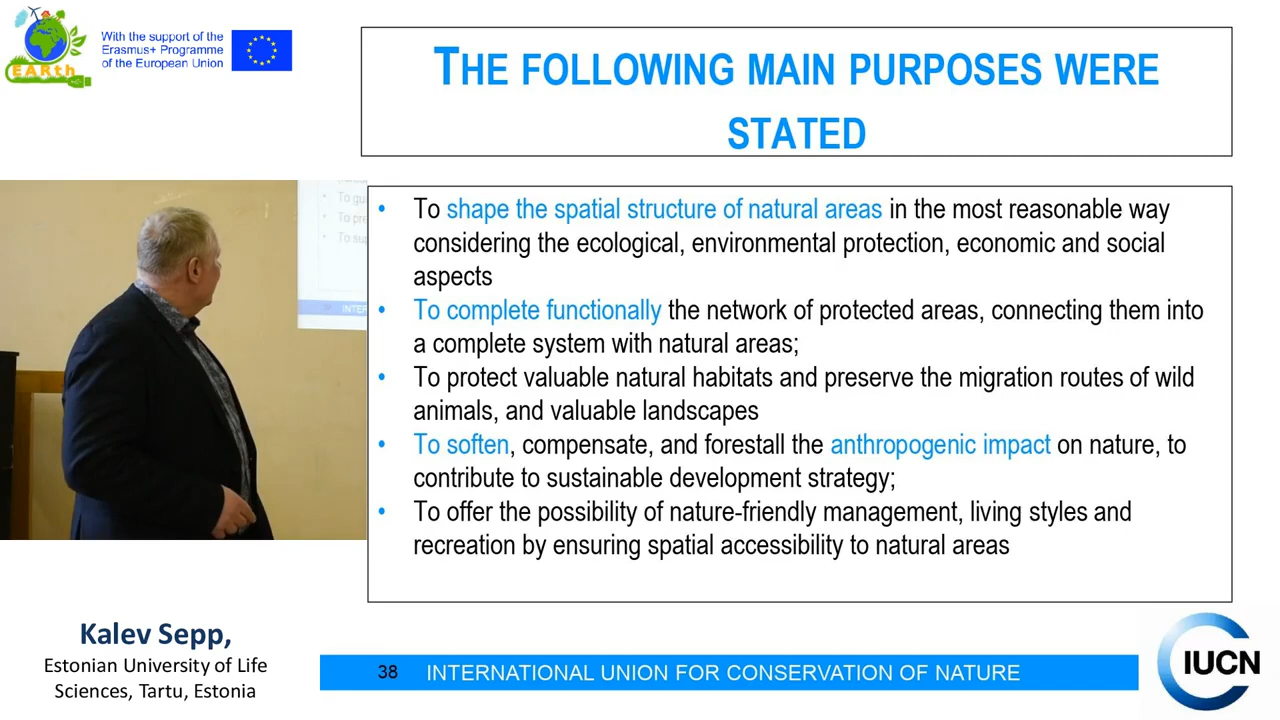 With the support of the
Erasmus+ Programme
of the European Union
EARth
THE FOLLOWING MAIN PURPOSES WERE
STATED
• To shape the spatial structure of natural areas in the most reasonable way
considering the ecological, environmental protection, economic and social
aspects
• To complete functionally the network of protected areas, connecting them into
a complete system with natural areas;
• To protect valuable natural habitats and preserve the migration routes of wild
animals, and valuable landscapes
• To soften, compensate, and forestall the anthropogenic impact on nature, to
contribute to sustainable development strategy;
• To offer the possibility of nature-friendly management, living styles and
recreation by ensuring spatial accessibility to natural areas
• To
• To
• To
INTER
Kalev Sepp,
Estonian University of Life
Sciences, Tartu, Estonia
38 INTERNATIONAL UNION FOR CONSERVATION OF NATURE
IUCN